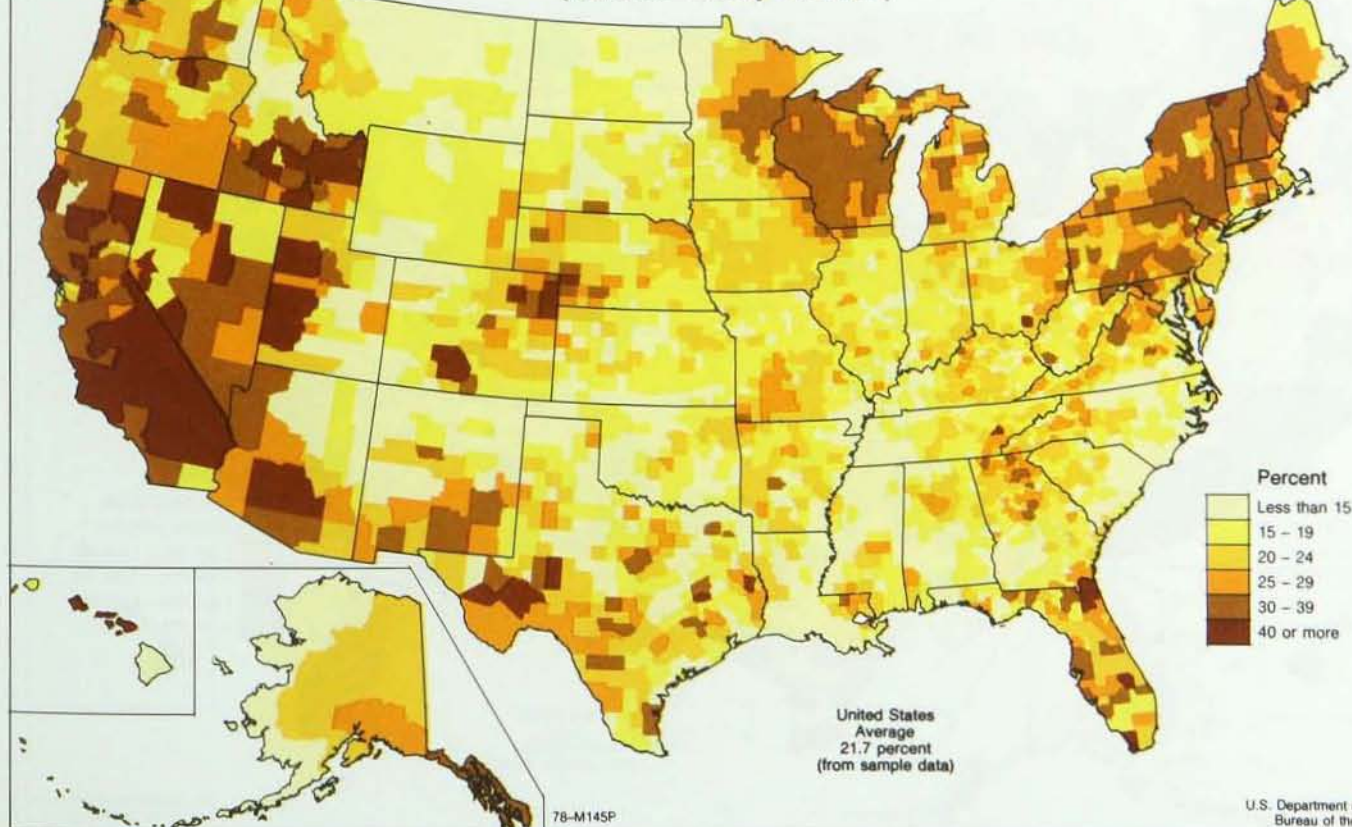 Percent
Less than 15
15 – 19
20 – 24
25 – 29
30 – 39
40 or more
United States
Average
21.7 percent
(from sample data)
78–M145P
U.S. Department
Bureau of the